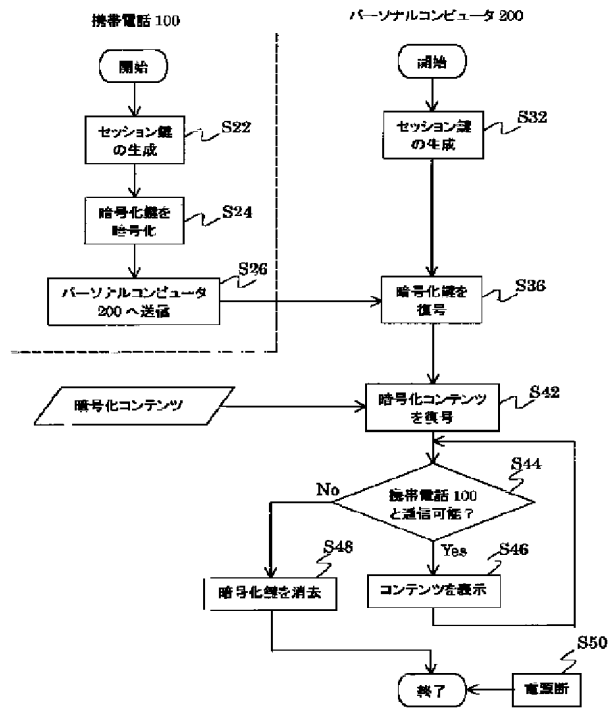 携帯電話 100
パーソナルコンピュータ 200
開始
開始
セッション鍵
の生成
S22
セッション鍵
の生成
S32
暗号化鍵を
暗号化
S24
パーソナルコンピュータ
200 へ送信
S26
暗号化鍵を
復号
S36
暗号化コンテンツ
暗号化コンテンツ
を復号
S42
携帯電話 100
と通信可能？
S44
No
Yes
暗号化鍵を消去
S48
コンテンツを表示
S46
終了
電源断
S50